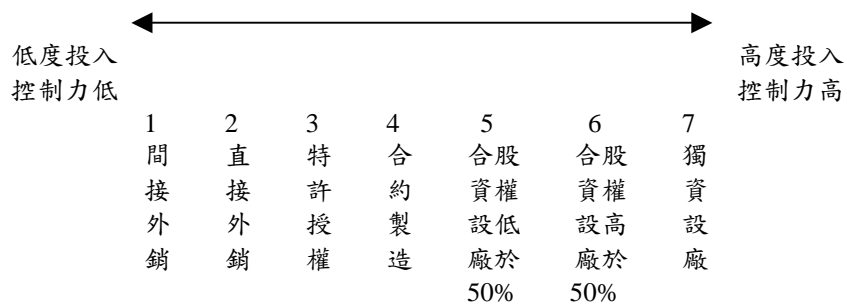 低度投入
控制力低
高度投入
控制力高
1
間接外銷
2
直接外銷
3
特許授權
4
合約製造
5
合資設廠
股權低於
50%
6
合資設廠
股權高於
50%
7
獨資設廠